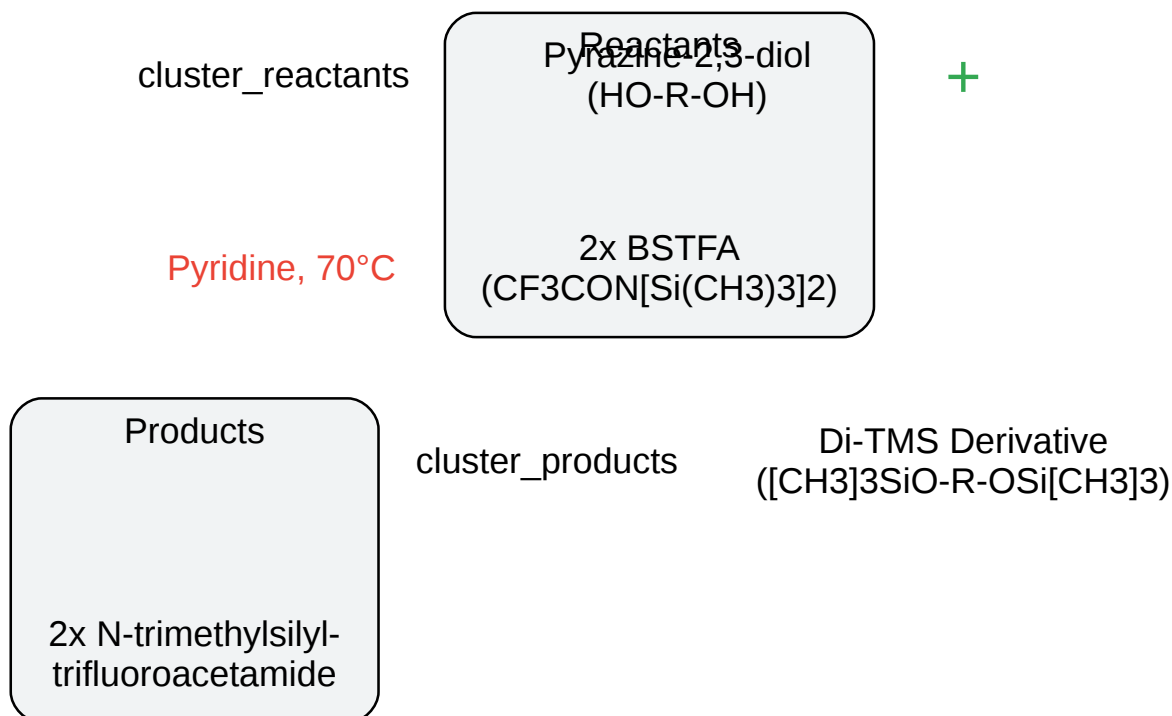 Reactants
cluster_reactants
Pyrazine-2,3-diol
(HO-R-OH)
+
Pyridine, 70°C
2x BSTFA
(CF3CON[Si(CH3)3]2)
Products
cluster_products
Di-TMS Derivative
([CH3]3SiO-R-OSi[CH3]3)
2x N-trimethylsilyl-
trifluoroacetamide